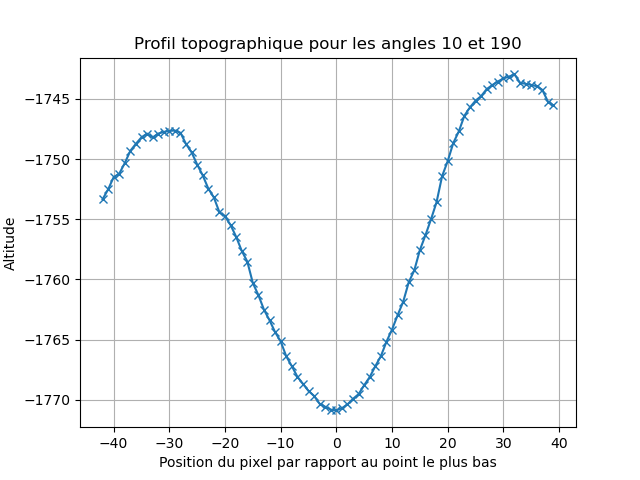 Profil topographique pour les angles 10 et 190
Altitude
−1745
−1750
−1755
−1760
−1765
−1770
−40 −30 −20 −10 0 10 20 30 40
Position du pixel par rapport au point le plus bas